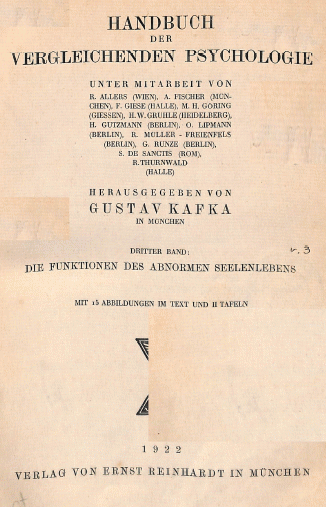 HANDBUCH
DER
VERGLEICHENDEN PSYCHOLOGIE
UNTER MITARBEIT VON
R. ALLERS (WIEN), A. FISCHER (MÜN-
CHEN), F. GIESE (HALLE), M. H. GÖRING
(GIESSEN), H. W. GRUHLE (HEIDELBERG),
H. GUTZMANN (BERLIN), O. LIPMANN
(BERLIN), R. MÜLLER-FREIENFELS
(BERLIN), G. RUNZE (BERLIN),
S. DE SANCTIS (ROM),
R. THURNWALD
(HALLE)
HERAUSGEGEBEN VON
GUSTAV KAFKA
IN MÜNCHEN
DRITTER BAND:
DIE FUNKTIONEN DES ABNORMEN SEELENLEBENS
MIT 15 ABBILDUNGEN IM TEXT UND II TAFELN
1922
VERLAG VON ERNST REINHARDT IN MÜNCHEN